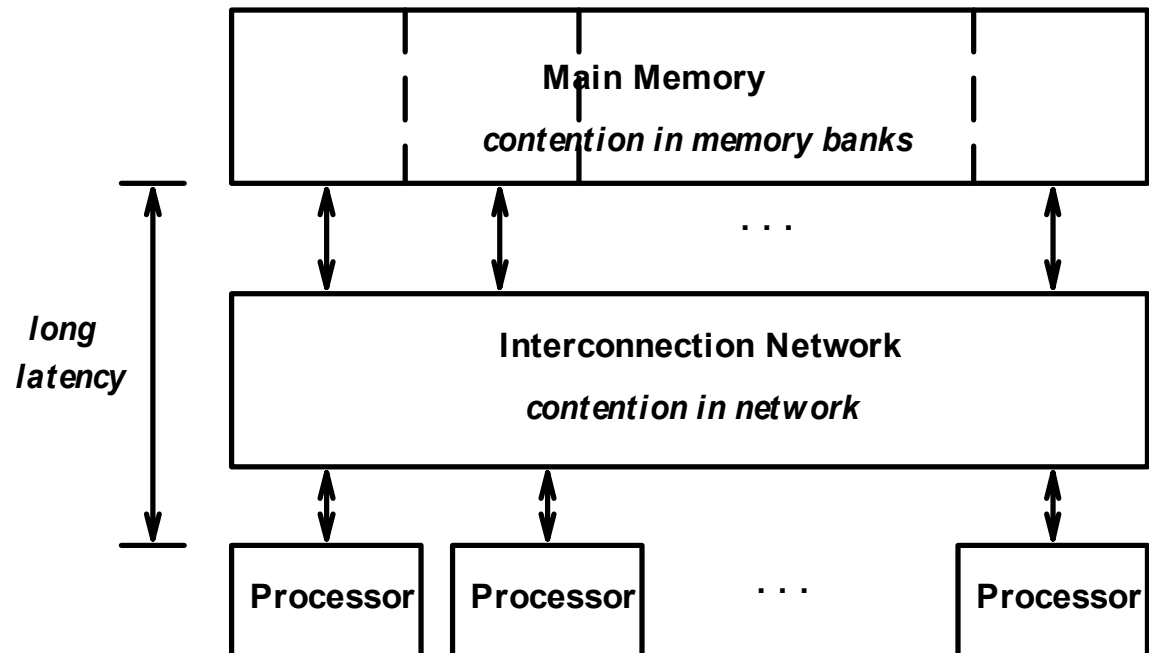 Main Memory
contention in memory banks
. . .
long
latency
Interconnection Network
contention in network
Processor Processor . . . Processor